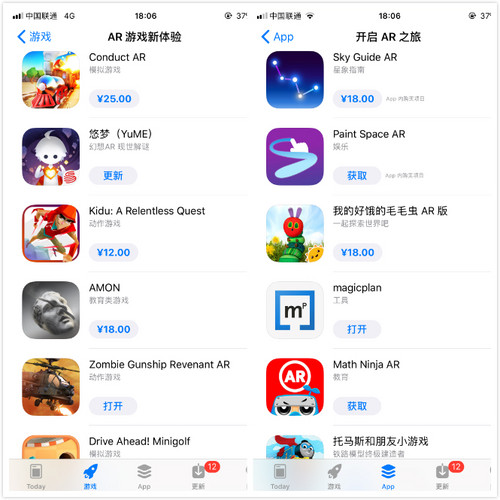 中国联通 4G 18:06 37
游戏 AR 游戏新体验
Conduct AR
模拟游戏
¥25.00
悠梦（YuME）
幻想AR 现世解谜
更新
Kidu: A Relentless Quest
动作游戏
¥12.00
AMON
教育类游戏
¥18.00
Zombie Gunship Revenant AR
动作游戏
打开
Drive Ahead! Minigolf
模拟游戏
12
Today 游戏 App 更新
中国联通 18:06 37
App 开启 AR 之旅
Sky Guide AR
星象指南
¥18.00 App 内购买项目
Paint Space AR
娱乐
获取 App 内购买项目
我的好饿的毛毛虫 AR 版
一起探索世界吧
¥18.00
mP
magicplan
工具
打开
AR
Math Ninja AR
教育
获取
托马斯和朋友小游戏
铁路模型终极建造者
12
Today 游戏 App 更新